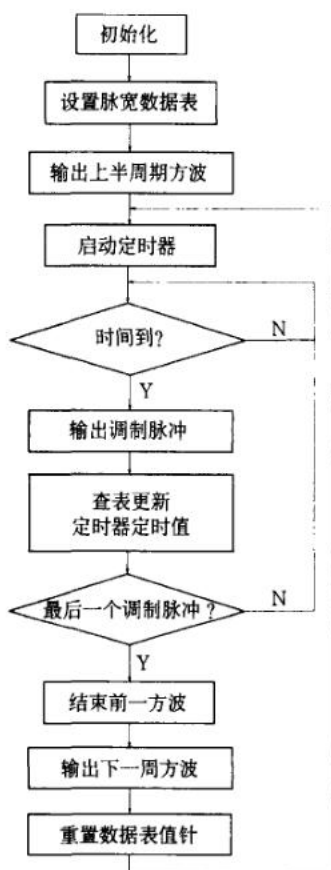 初始化
设置脉宽数据表
输出上半周期方波
启动定时器
时间到?
N
Y
输出调制脉冲
查表更新
定时器定时值
最后一个调制脉冲?
N
Y
结束前一方波
输出下一周方波
重置数据表值针